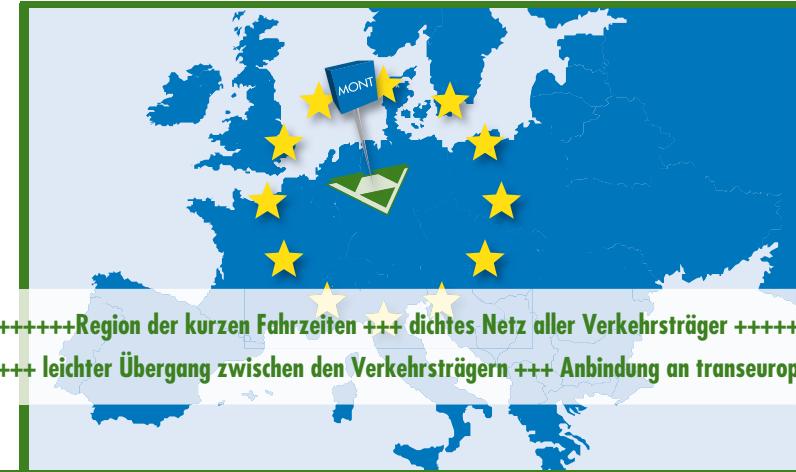 MONT
++++++Region der kurzen Fahrzeiten +++ dichtes Netz aller Verkehrsträger +++++
+++ leichter Übergang zwischen den Verkehrsträgern +++ Anbindung an transeurop